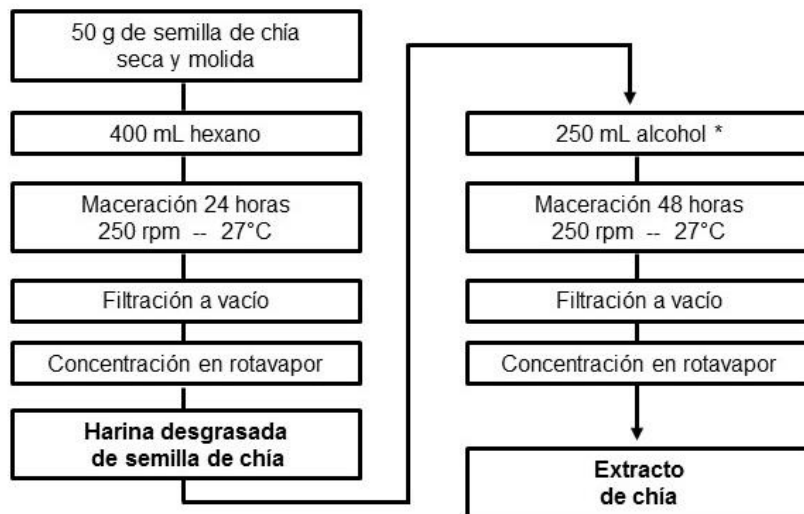 50 g de semilla de chía
seca y molida
400 mL hexano
Maceración 24 horas
250 rpm -- 27°C
Filtración a vacío
Concentración en rotavapor
Harina desgrasada
de semilla de chía
250 mL alcohol *
Maceración 48 horas
250 rpm -- 27°C
Filtración a vacío
Concentración en rotavapor
Extracto
de chía